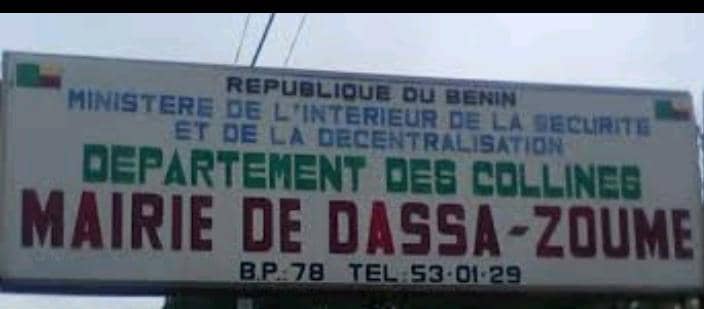 REPUBLIQUE DU BENIN
MINISTERE DE L'INTERIEUR DE LA SECURITE
ET DE LA DECENTRALISATION
DEPARTEMENT DES COLLINES
MAIRIE DE DASSA-ZOUME
B.P.:78 TEL:53-01-29